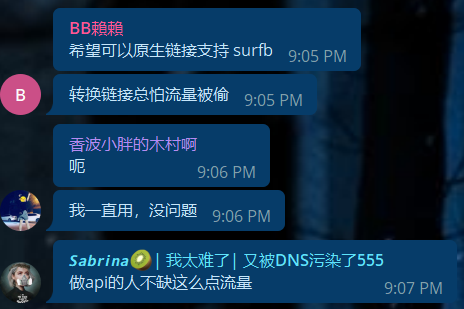 BB賴賴
希望可以原生链接支持 surfb
9:05 PM
B
转换链接总怕流量被偷
9:05 PM
香波小胖的木村啊
呃
9:06 PM
我一直用，没问题
9:06 PM
Sabrina🥝 | 我太难了| 又被DNS污染了555
做api的人不缺这么点流量
9:07 PM